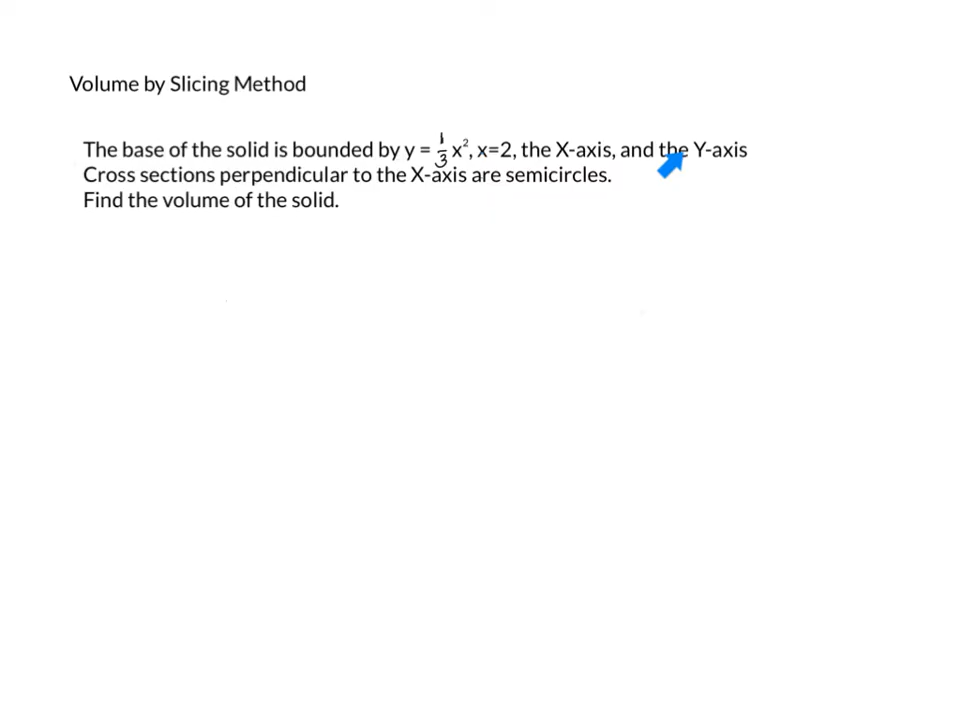 Volume by Slicing Method
The base of the solid is bounded by y = 1/3 x², x=2, the X-axis, and the Y-axis
Cross sections perpendicular to the X-axis are semicircles.
Find the volume of the solid.